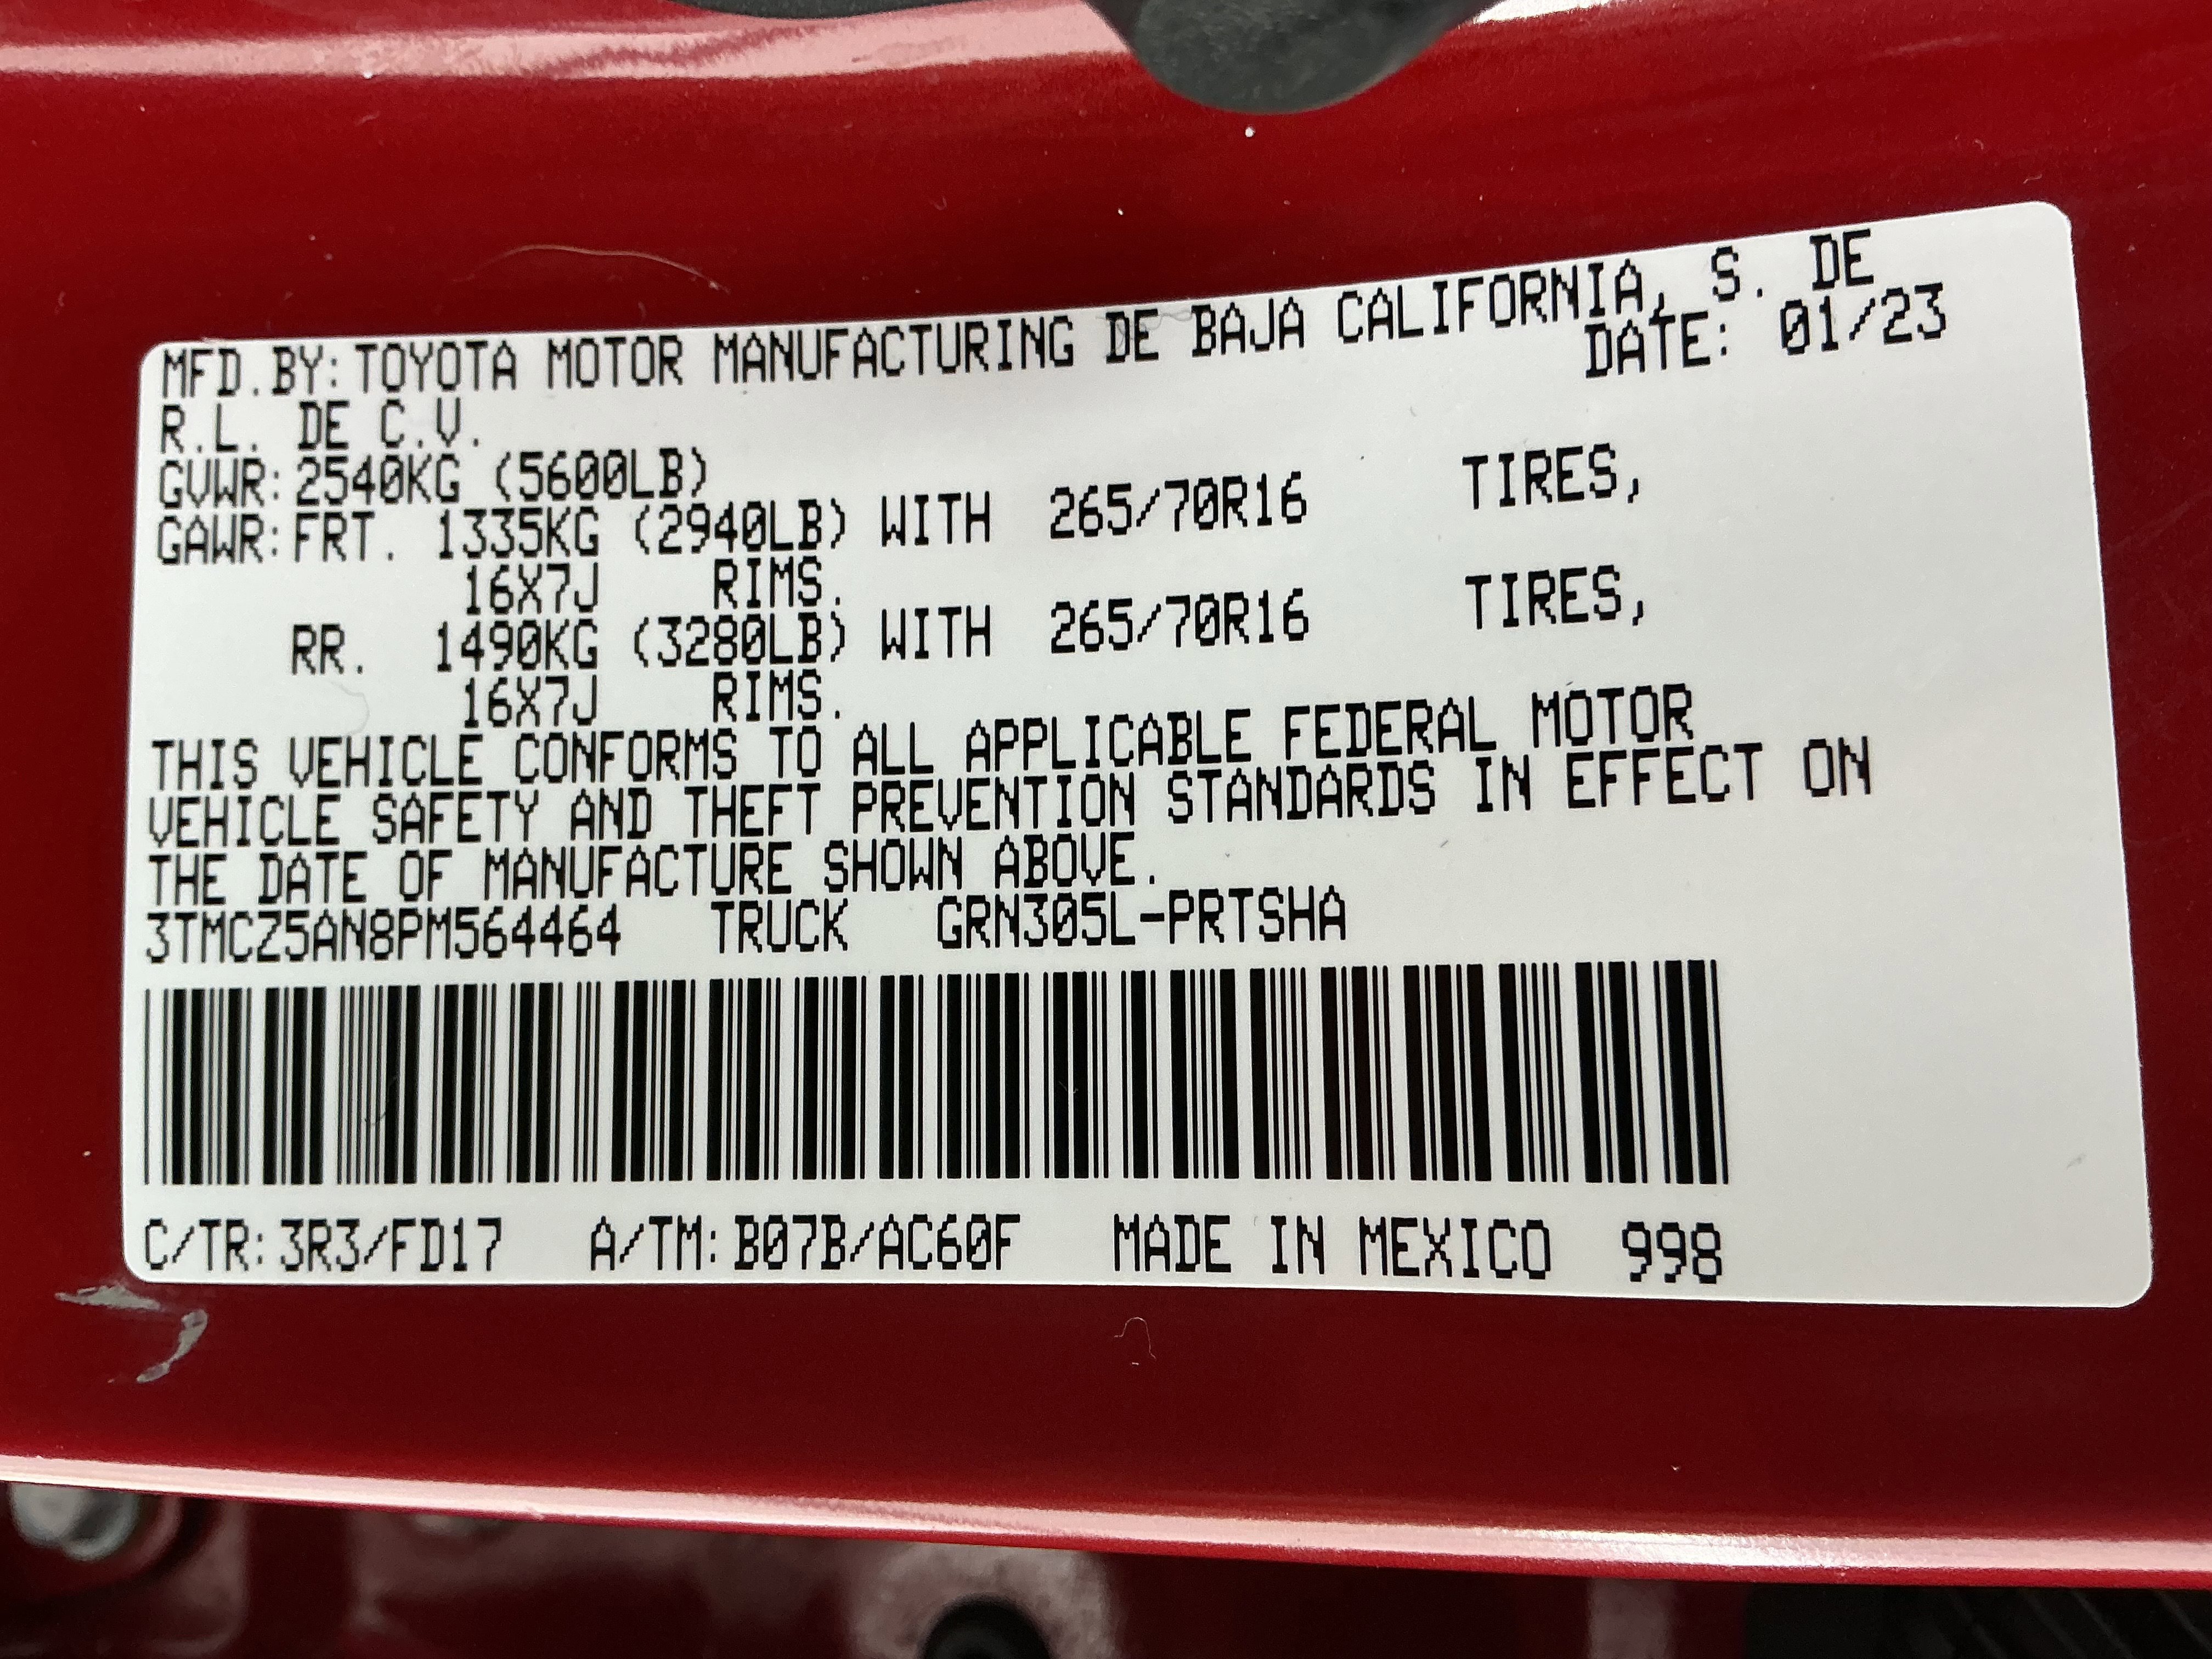 MFD.BY:TOYOTA MOTOR MANUFACTURING DE BAJA CALIFORNIA, S. DE
R.L. DE C.V. DATE: 01/23
GVWR:2540KG (5600LB)
GAWR:FRT. 1335KG (2940LB) WITH 265/70R16 TIRES,
16X7J RIMS.
RR. 1490KG (3280LB) WITH 265/70R16 TIRES,
16X7J RIMS.
THIS VEHICLE CONFORMS TO ALL APPLICABLE FEDERAL MOTOR
VEHICLE SAFETY AND THEFT PREVENTION STANDARDS IN EFFECT ON
THE DATE OF MANUFACTURE SHOWN ABOVE.
3TMCZ5AN8PM564464 TRUCK GRN305L-PRTSHA
C/TR:3R3/FD17 A/TM:B07B/AC60F MADE IN MEXICO 998